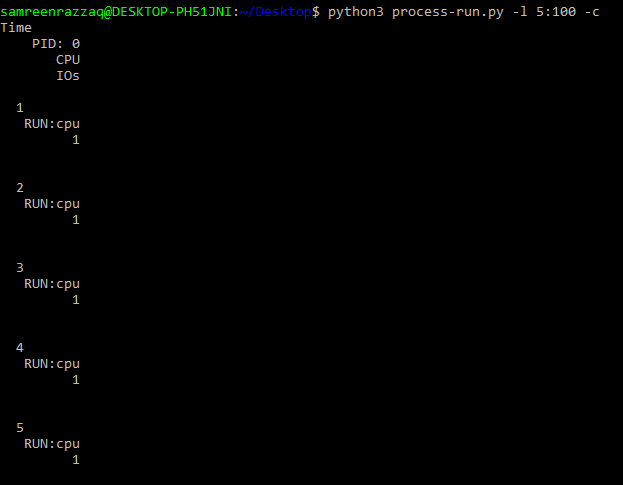 samreenrazzaq@DESKTOP-PH51JNI:~/Desktop$ python3 process-run.py -l 5:100 -c
Time
PID: 0
CPU
IOs
1
RUN:cpu
1
2
RUN:cpu
1
3
RUN:cpu
1
4
RUN:cpu
1
5
RUN:cpu
1